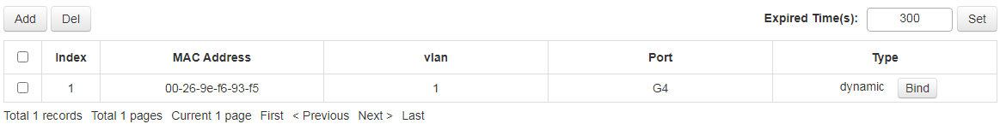 Add Del Expired Time(s): 300 Set
Index MAC Address vlan Port Type
1 00-26-9e-f6-93-f5 1 G4 dynamic Bind
Total 1 records Total 1 pages Current 1 page First < Previous Next > Last